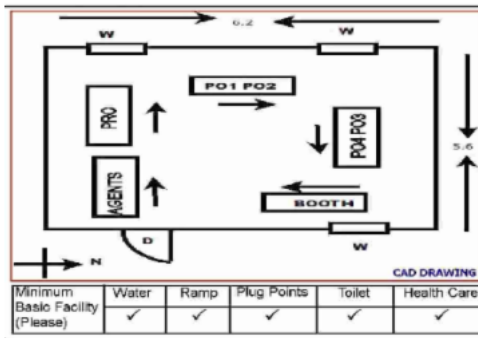 6.2
W W
PO1 PO2
PRO
PO4 PO3
5.6
AGENTS
BOOTH
D
W
N
CAD DRAWING
Minimum Basic Facility (Please) Water Ramp Plug Points Toilet Health Care
✓ ✓ ✓ ✓ ✓